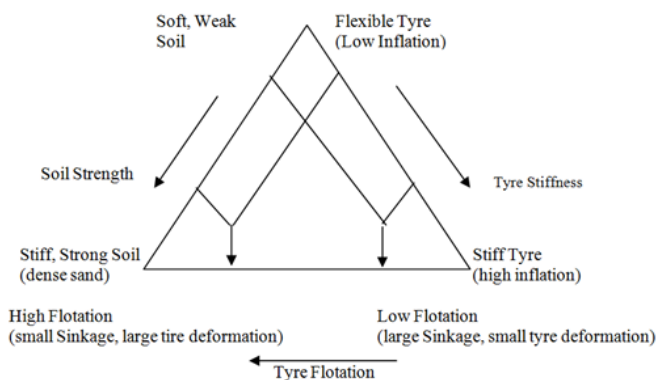 Soft, Weak
Soil
Flexible Tyre
(Low Inflation)
Soil Strength
Tyre Stiffness
Stiff, Strong Soil
(dense sand)
Stiff Tyre
(high inflation)
High Flotation
(small Sinkage, large tire deformation)
Low Flotation
(large Sinkage, small tyre deformation)
Tyre Flotation